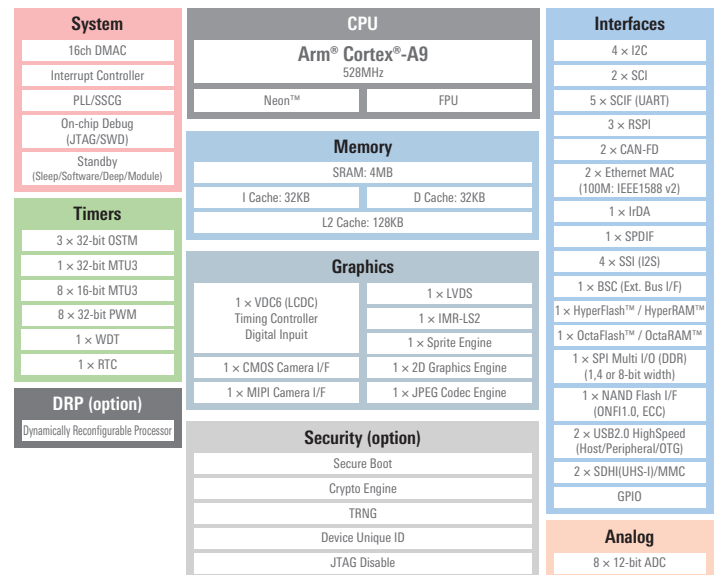 System
16ch DMAC
Interrupt Controller
PLL/SSCG
On-chip Debug
(JTAG/SWD)
Standby
(Sleep/Software/Deep/Module)
Timers
3 × 32-bit OSTM
1 × 32-bit MTU3
8 × 16-bit MTU3
8 × 32-bit PWM
1 × WDT
1 × RTC
DRP (option)
Dynamically Reconfigurable Processor
CPU
Arm® Cortex®-A9
528MHz
Neon™
FPU
Memory
SRAM: 4MB
I Cache: 32KB
D Cache: 32KB
L2 Cache: 128KB
Graphics
1 × VDC6 (LCDC)
Timing Controller
Digital Inpuit
1 × LVDS
1 × IMR-LS2
1 × Sprite Engine
1 × CMOS Camera I/F
1 × 2D Graphics Engine
1 × MIPI Camera I/F
1 × JPEG Codec Engine
Security (option)
Secure Boot
Crypto Engine
TRNG
Device Unique ID
JTAG Disable
Interfaces
4 × I2C
2 × SCI
5 × SCIF (UART)
3 × RSPI
2 × CAN-FD
2 × Ethernet MAC
(100M: IEEE1588 v2)
1 × IrDA
1 × SPDIF
4 × SSI (I2S)
1 × BSC (Ext. Bus I/F)
1 × HyperFlash™ / HyperRAM™
1 × OctaFlash™ / OctaRAM™
1 × SPI Multi I/O (DDR)
(1,4 or 8-bit width)
1 × NAND Flash I/F
(ONFI1.0, ECC)
2 × USB2.0 HighSpeed
(Host/Peripheral/OTG)
2 × SDHI(UHS-I)/MMC
GPIO
Analog
8 × 12-bit ADC